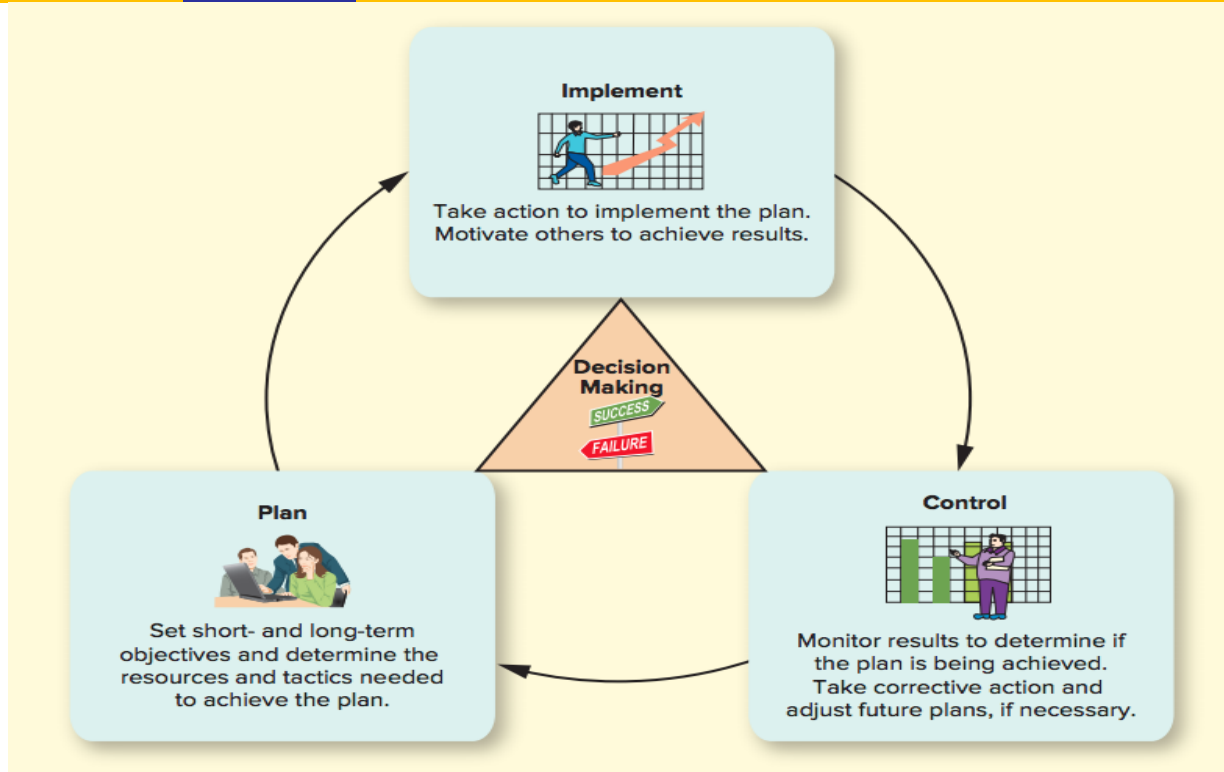 Implement
Take action to implement the plan.
Motivate others to achieve results.
Decision
Making
SUCCESS
FAILURE
Plan
Set short- and long-term
objectives and determine the
resources and tactics needed
to achieve the plan.
Control
Monitor results to determine if
the plan is being achieved.
Take corrective action and
adjust future plans, if necessary.